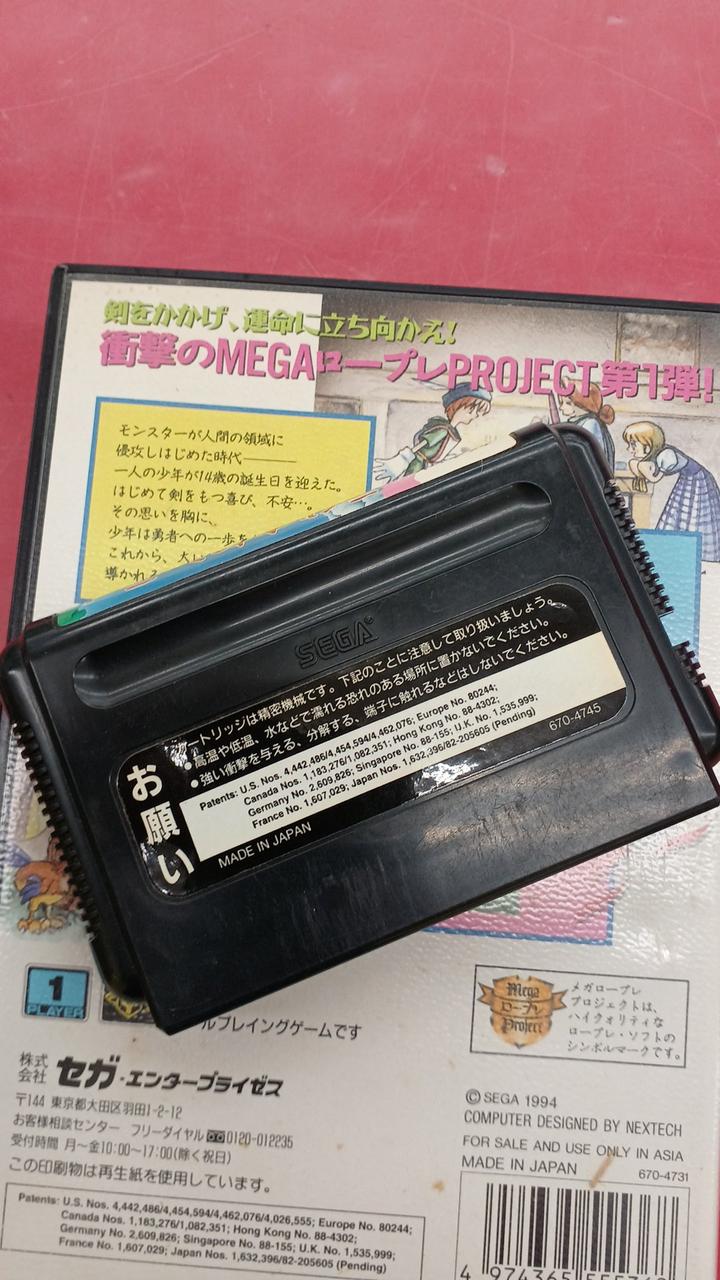 剣をかかげ、運命に立ち向かえ!
衝撃のMEGAロープレPROJECT第1弾!
モンスターが人間の領域に
侵攻しはじめた時代────
一人の少年が14歳の誕生日を迎えた。
はじめて剣をもつ喜び、不安…。
その思いを胸に、
少年は勇者への一歩を
これから、大
導かれ
SEGA
お願い
ートリッジは精密機械です。下記のことに注意して取り扱いましょう。
●高温や低温、水などで濡れる恐れのある場所に置かないでください。
●強い衝撃を与える、分解する、端子に触れるなどはしないでください。
Patents: U.S. Nos. 4,442,486/4,454,594/4,462,076; Europe No. 80244;
Canada Nos. 1,183,276/1,082,351; Hong Kong No. 88-4302;
Germany No. 2,609,826; Singapore No. 88-155; U.K. No. 1,535,999;
France No. 1,607,029; Japan Nos. 1,632,396/82-205605 (Pending)
MADE IN JAPAN
670-4745
1
PLAYER
ルプレイングゲームです
Mega
ロープレ
Project
メガロープレ
プロジェクトは、
ハイクオリティな
ロープレ・ソフトの
シンボルマークです。
株式会社 セガ・エンタープライゼス
〒144 東京都大田区羽田1-2-12
お客様相談センター フリーダイヤル 0120-012235
受付時間 月〜金10:00〜17:00(除く祝日)
この印刷物は再生紙を使用しています。
Patents: U.S. Nos. 4,442,486/4,454,594/4,462,076/4,026,555; Europe No. 80244;
Canada Nos. 1,183,276/1,082,351; Hong Kong No. 88-4302;
Germany No. 2,609,826; Singapore No. 88-155; U.K. No. 1,535,999;
France No. 1,607,029; Japan Nos. 1,632,396/82-205605 (Pending)
©SEGA 1994
COMPUTER DESIGNED BY NEXTECH
FOR SALE AND USE ONLY IN ASIA
MADE IN JAPAN
670-4731
4 974365